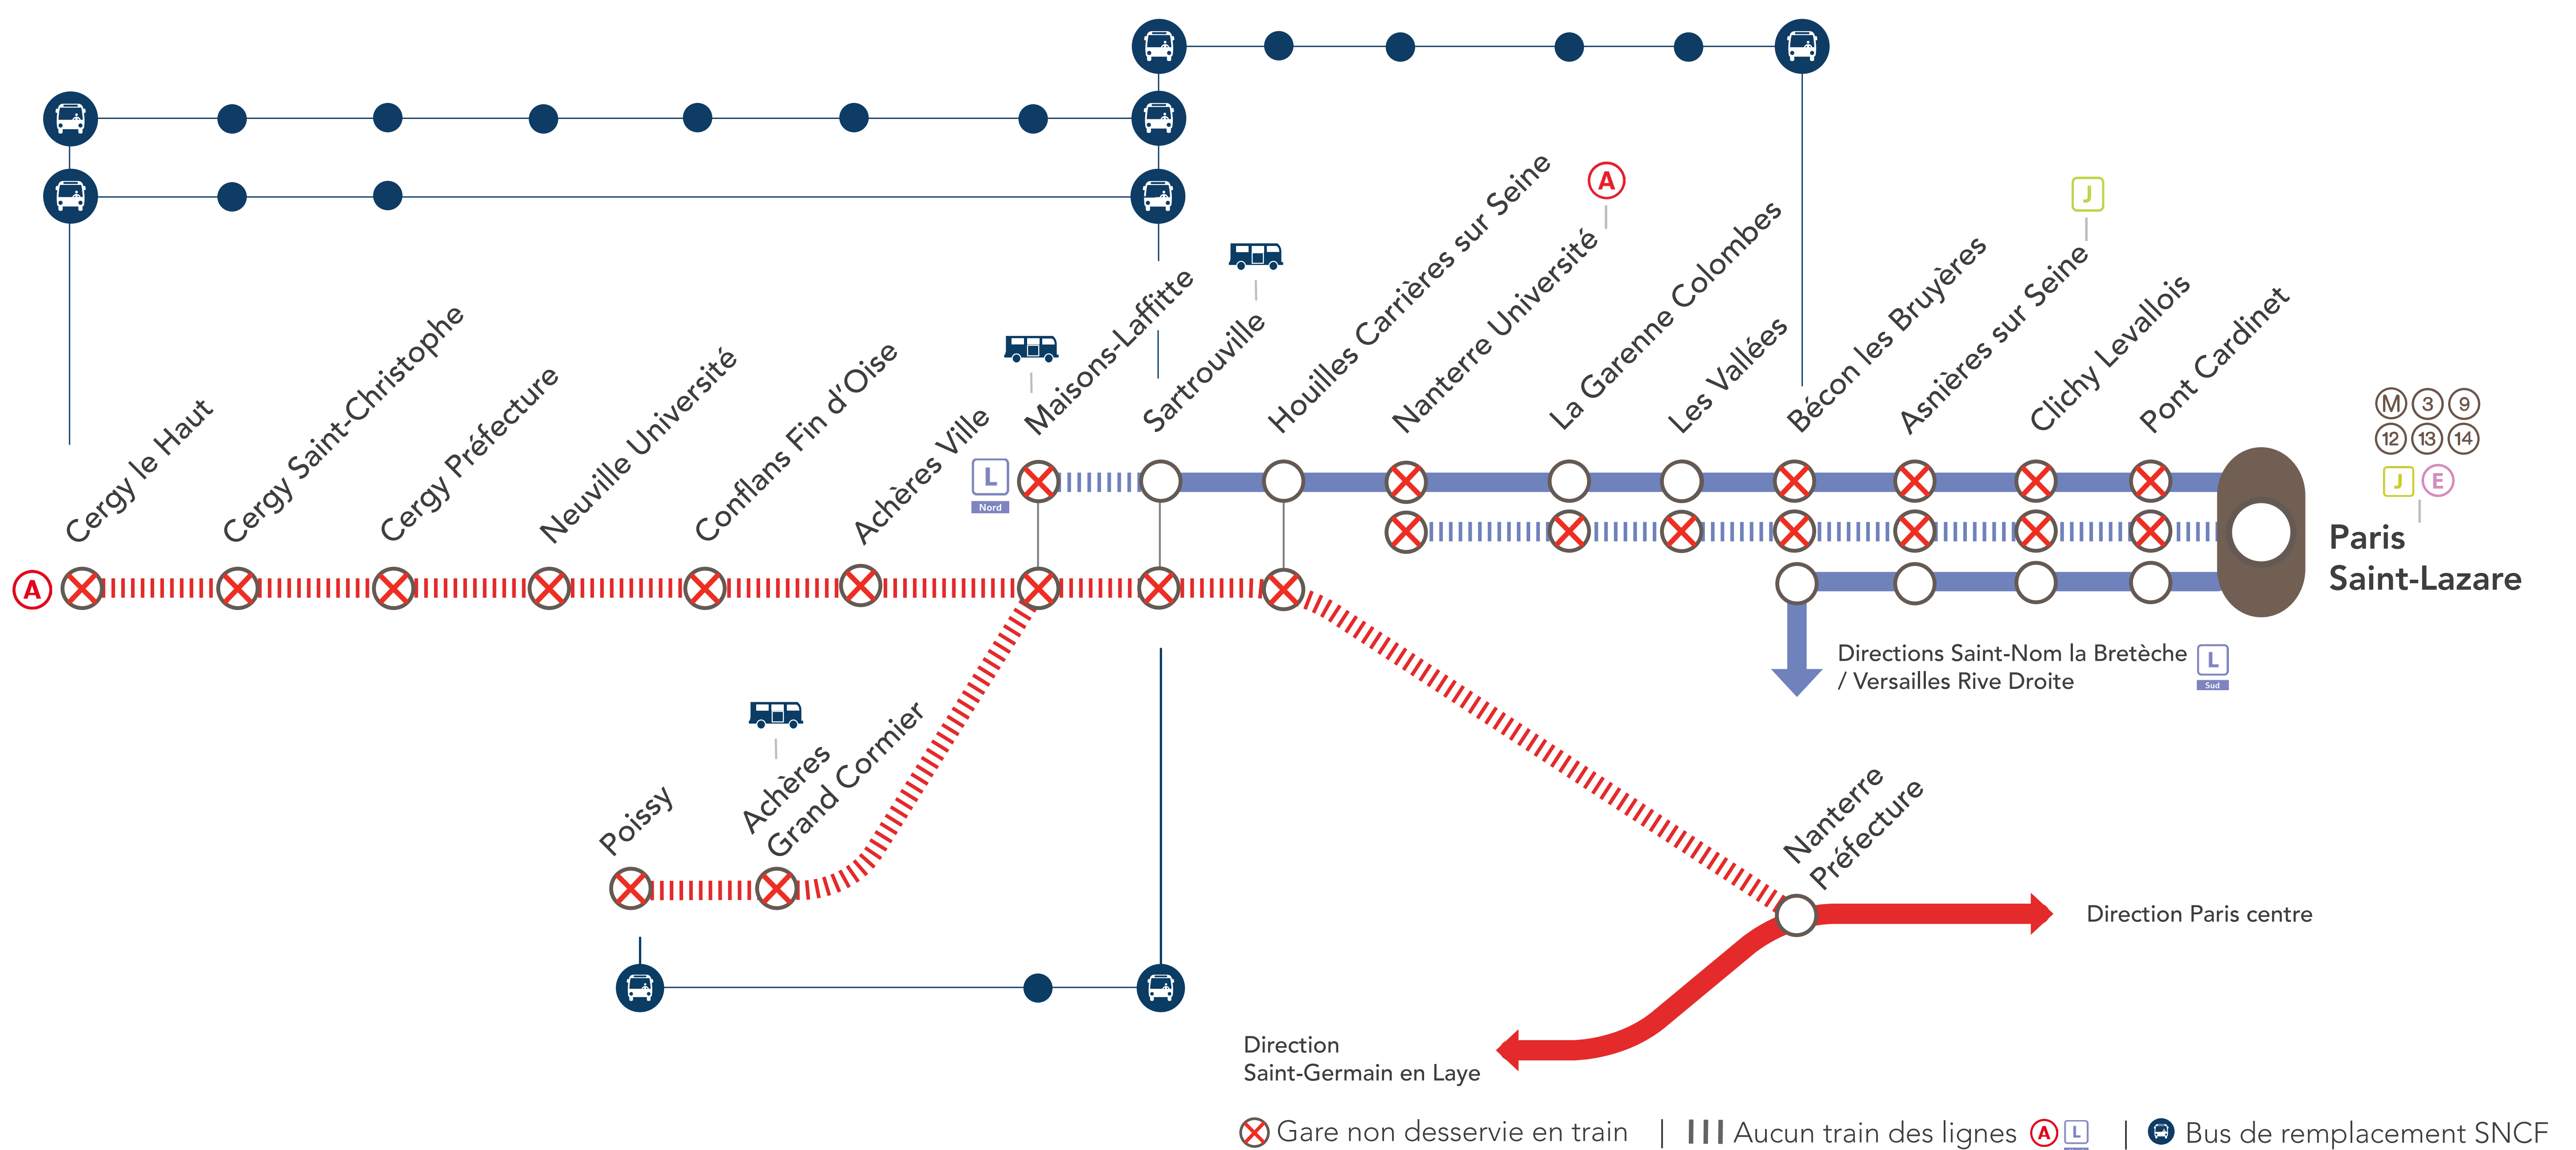 Cergy le Haut
Cergy Saint-Christophe
Cergy Préfecture
Neuville Université
Conflans Fin d'Oise
Achères Ville
Maisons-Laffitte
Sartrouville
Houilles Carrières sur Seine
Nanterre Université
A
La Garenne Colombes
Les Vallées
Bécon les Bruyères
Asnières sur Seine
J
Clichy Levallois
Pont Cardinet
M 3 9
12 13 14
J E
Paris
Saint-Lazare
L
Nord
A
Directions Saint-Nom la Bretèche
/ Versailles Rive Droite
L
Sud
Poissy
Achères
Grand Cormier
Nanterre
Préfecture
Direction Paris centre
Direction
Saint-Germain en Laye
Gare non desservie en train | Aucun train des lignes A L | Bus de remplacement SNCF